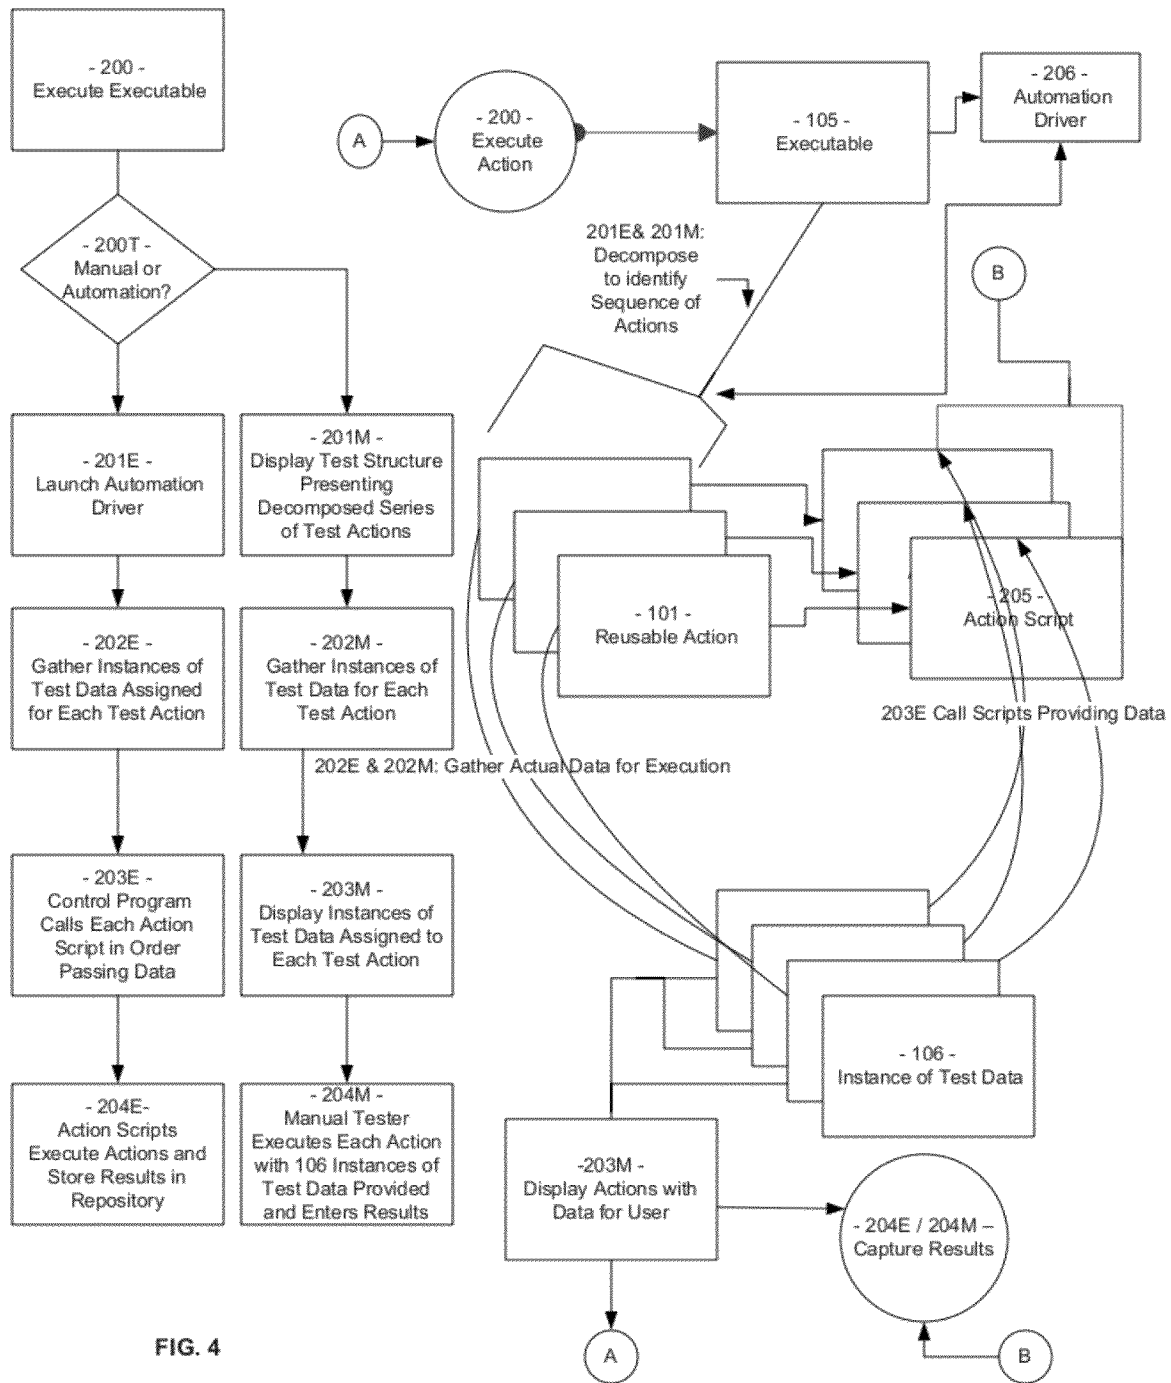 - 200 -
Execute Executable
- 200T -
Manual or
Automation?
- 201E -
Launch Automation
Driver
- 201M -
Display Test Structure
Presenting
Decomposed Series
of Test Actions
- 202E -
Gather Instances of
Test Data Assigned
for Each Test Action
- 202M -
Gather Instances of
Test Data for Each
Test Action
- 203E -
Control Program
Calls Each Action
Script in Order
Passing Data
- 203M -
Display Instances of
Test Data Assigned to
Each Test Action
- 204E-
Action Scripts
Execute Actions and
Store Results in
Repository
- 204M -
Manual Tester
Executes Each Action
with 106 Instances of
Test Data Provided
and Enters Results
A
- 200 -
Execute
Action
- 105 -
Executable
- 206 -
Automation
Driver
201E& 201M:
Decompose
to identify
Sequence of
Actions
B
- 101 -
Reusable Action
- 205 -
Action Script
203E Call Scripts Providing Data
202E & 202M: Gather Actual Data for Execution
- 106 -
Instance of Test Data
-203M -
Display Actions with
Data for User
- 204E / 204M –
Capture Results
A
B
FIG. 4